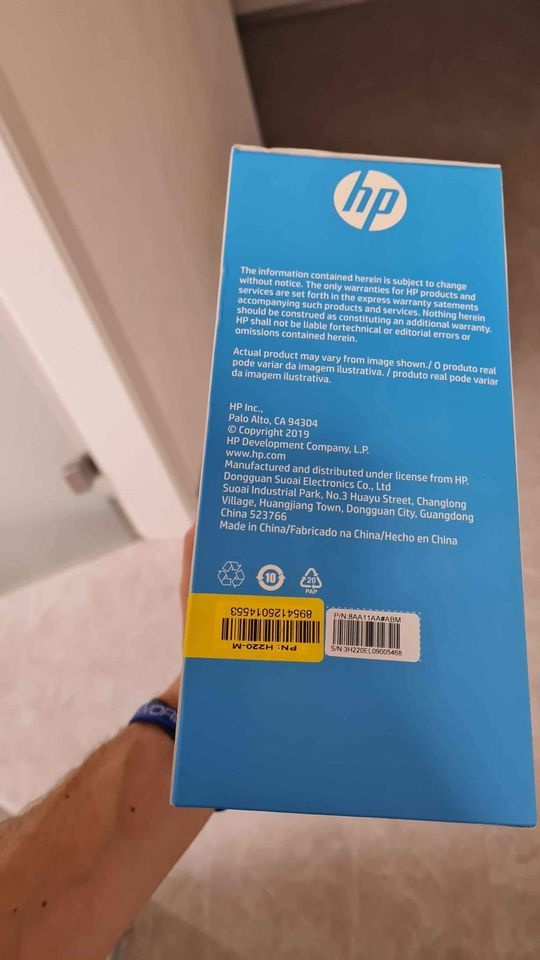 hp
The information contained herein is subject to change
without notice. The only warranties for HP products and
services are set forth in the express warranty satements
accompanying such products and services. Nothing herein
should be construed as constituting an additional warranty.
HP shall not be liable fortechnical or editorial errors or
omissions contained herein.
Actual product may vary from image shown./ O produto real
pode variar da imagem ilustrativa. / produto real pode variar
da imagem ilustrativa.
HP Inc.,
Palo Alto, CA 94304
© Copyright 2019
HP Development Company, L.P.
www.hp.com
Manufactured and distributed under license from HP.
Dongguan Suoai Electronics Co., Ltd
Suoai Industrial Park, No.3 Huayu Street, Changlong
Village, Huangjiang Town, Dongguan City, Guangdong
China 523766
Made in China/Fabricado na China/Hecho en China
10
20
PAP
8954125014553
PN: H220-M
P/N:8AA11AA#ABM
S/N:3H220EL09005468